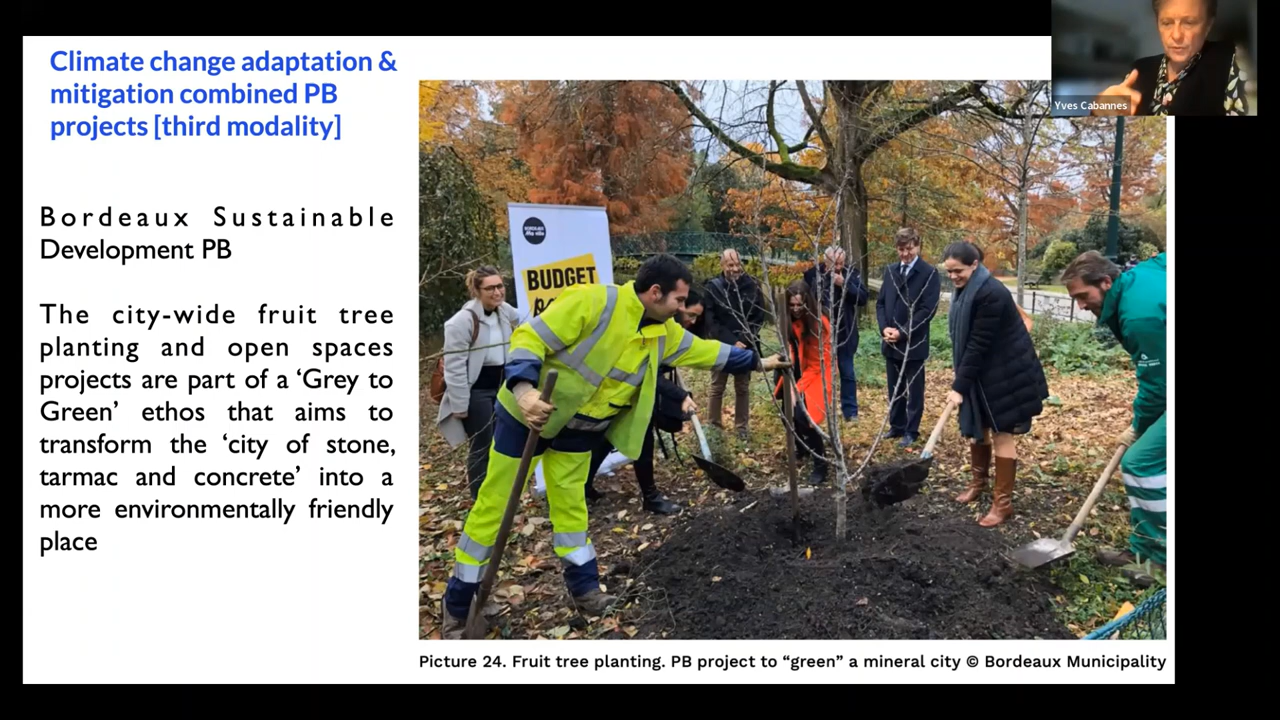 Climate change adaptation &
mitigation combined PB
projects [third modality]
Yves Cabannes
Bordeaux Sustainable
Development PB
The city-wide fruit tree
planting and open spaces
projects are part of a ‘Grey to
Green’ ethos that aims to
transform the ‘city of stone,
tarmac and concrete’ into a
more environmentally friendly
place
BUDGET
Picture 24. Fruit tree planting. PB project to “green” a mineral city © Bordeaux Municipality